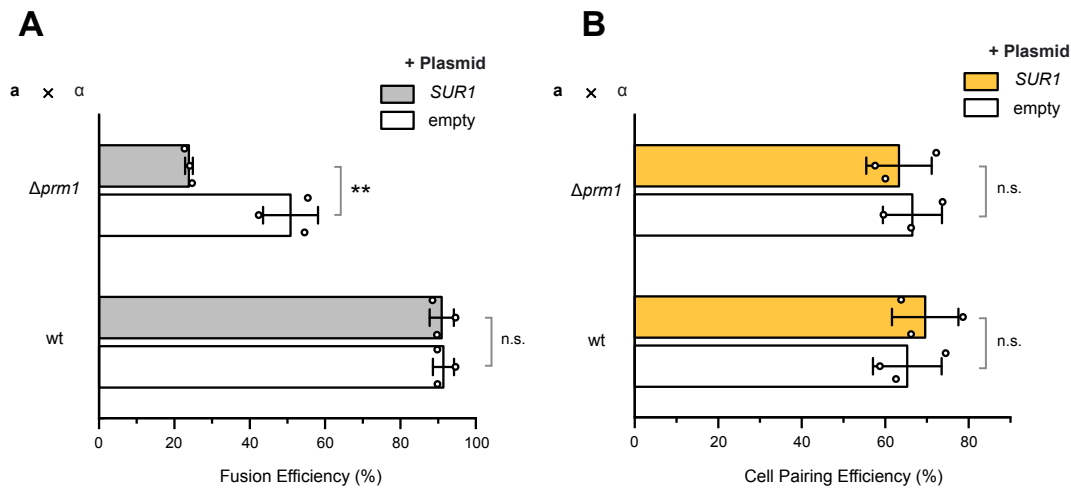 A
+ Plasmid
SUR1
empty
a × α
Δprm1
**
wt
n.s.
0 20 40 60 80 100
Fusion Efficiency (%)
B
+ Plasmid
SUR1
empty
a × α
Δprm1
n.s.
wt
n.s.
0 20 40 60 80
Cell Pairing Efficiency (%)